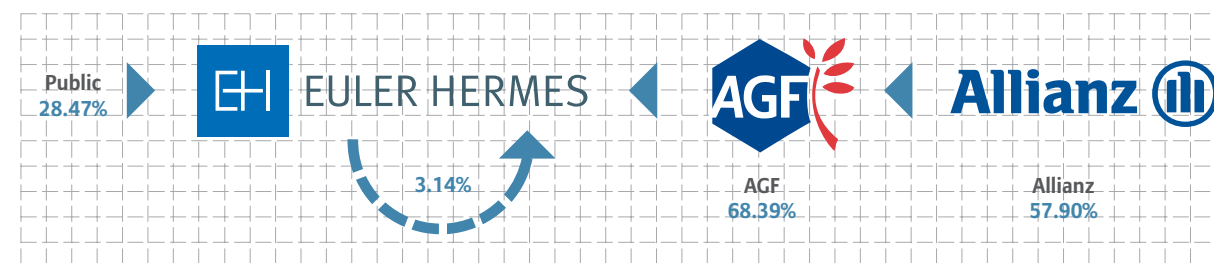 Public
28.47%
EH EULER HERMES
3.14%
AGF
AGF
68.39%
Allianz
Allianz
57.90%